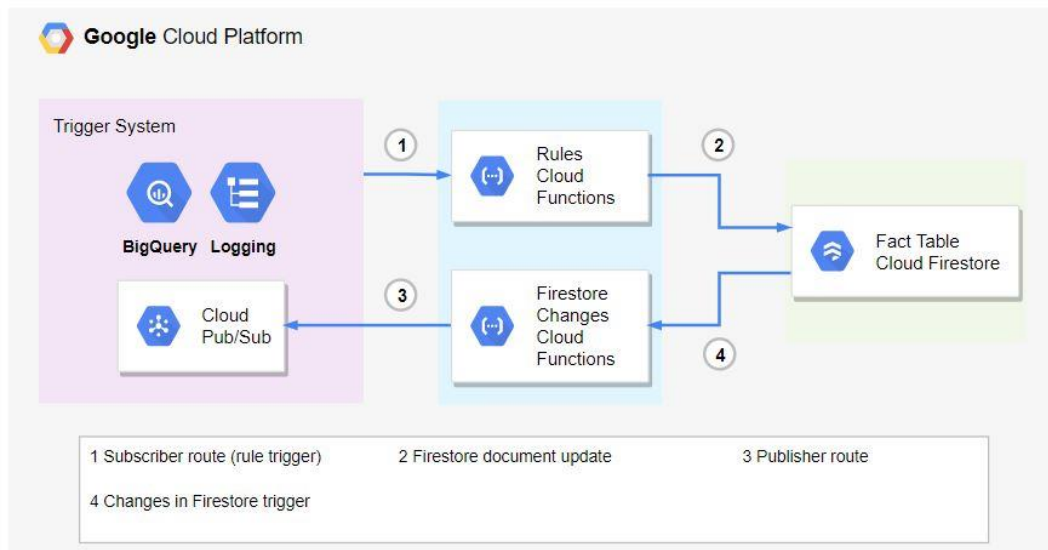 Google Cloud Platform
Trigger System
BigQuery Logging
Cloud
Pub/Sub
1
Rules
Cloud
Functions
2
Fact Table
Cloud Firestore
3
Firestore
Changes
Cloud
Functions
4
1 Subscriber route (rule trigger)
2 Firestore document update
3 Publisher route
4 Changes in Firestore trigger